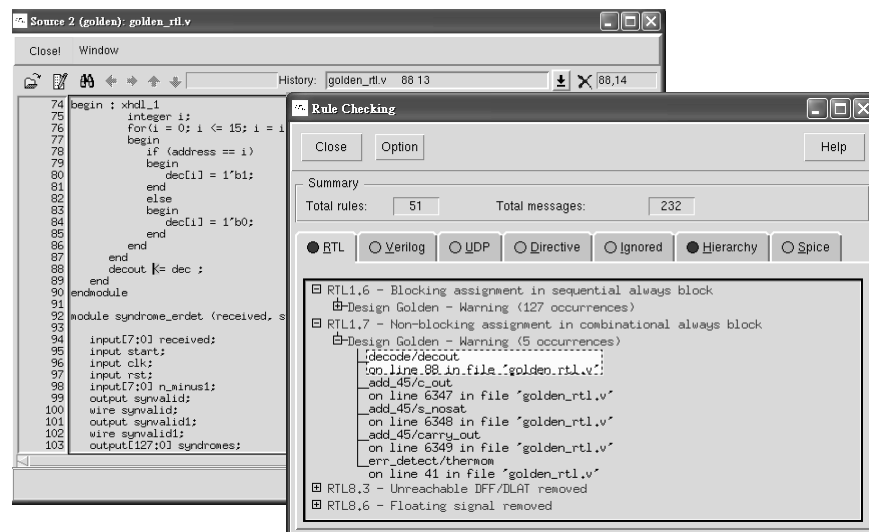 Source 2 (golden): golden_rtl.v
Close! Window
History: golden_rtl.v 88 13 88,14
74 begin : xhdl_1
75 integer i;
76 for(i = 0; i <= 15; i = i
77 begin
78 if (address == i)
79 begin
80 dec[i] = 1'b1;
81 end
82 else
83 begin
84 dec[i] = 1'b0;
85 end
86 end
87 end
88 decout <= dec ;
89 end
90 endmodule
91
92 module syndrome_erdet (received, s
93
94 input[7:0] received;
95 input start;
96 input clk;
97 input rst;
98 input[7:0] n_minus1;
99 output synvalid;
100 wire synvalid;
101 output synvalid1;
102 wire synvalid1;
103 output[127:0] syndromes;
Rule Checking
Close Option Help
Summary
Total rules: 51 Total messages: 232
RTL Verilog UDP Directive Ignored Hierarchy Spice
RTL1.6 - Blocking assignment in sequential always block
Design Golden - Warning (127 occurrences)
RTL1.7 - Non-blocking assignment in combinational always block
Design Golden - Warning (5 occurrences)
decode/decout
on line 88 in file 'golden_rtl.v'
add_45/c_out
on line 6347 in file 'golden_rtl.v'
add_45/s_nosat
on line 6348 in file 'golden_rtl.v'
add_45/carry_out
on line 6349 in file 'golden_rtl.v'
err_detect/thermom
on line 41 in file 'golden_rtl.v'
RTL8.3 - Unreachable DFF/DLAT removed
RTL8.6 - Floating signal removed